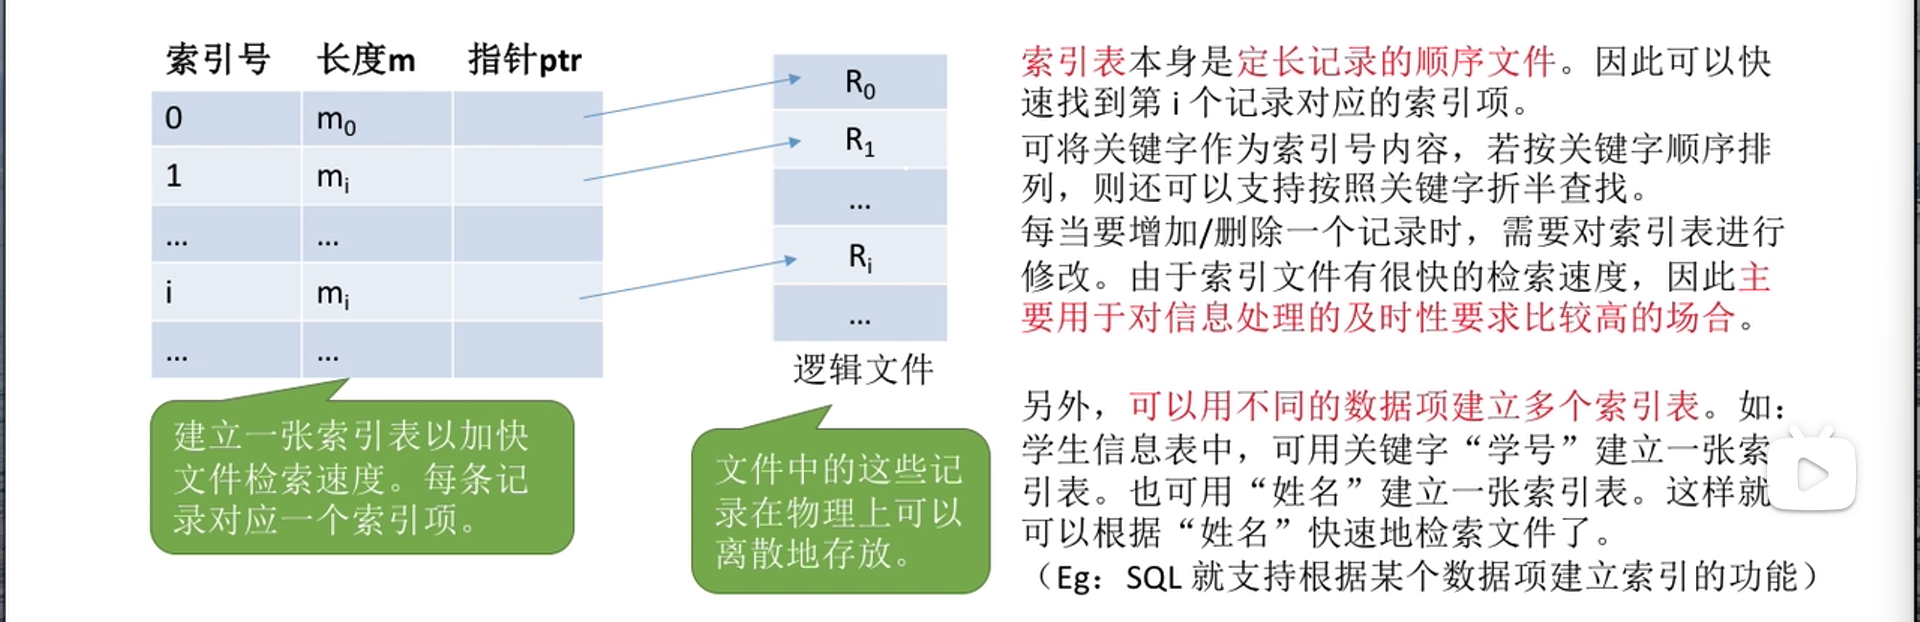 索引号 长度m 指针ptr
0 m0
1 mi
... ...
i mi
... ...
建立一张索引表以加快
文件检索速度。每条记
录对应一个索引项。
R0
R1
...
Ri
...
逻辑文件
文件中的这些记
录在物理上可以
离散地存放。
索引表本身是定长记录的顺序文件。因此可以快
速找到第 i 个记录对应的索引项。
可将关键字作为索引号内容，若按关键字顺序排
列，则还可以支持按照关键字折半查找。
每当要增加/删除一个记录时，需要对索引表进行
修改。由于索引文件有很快的检索速度，因此主
要用于对信息处理的及时性要求比较高的场合。
另外，可以用不同的数据项建立多个索引表。如：
学生信息表中，可用关键字“学号”建立一张索
引表。也可用“姓名”建立一张索引表。这样就
可以根据“姓名”快速地检索文件了。
（Eg：SQL 就支持根据某个数据项建立索引的功能）